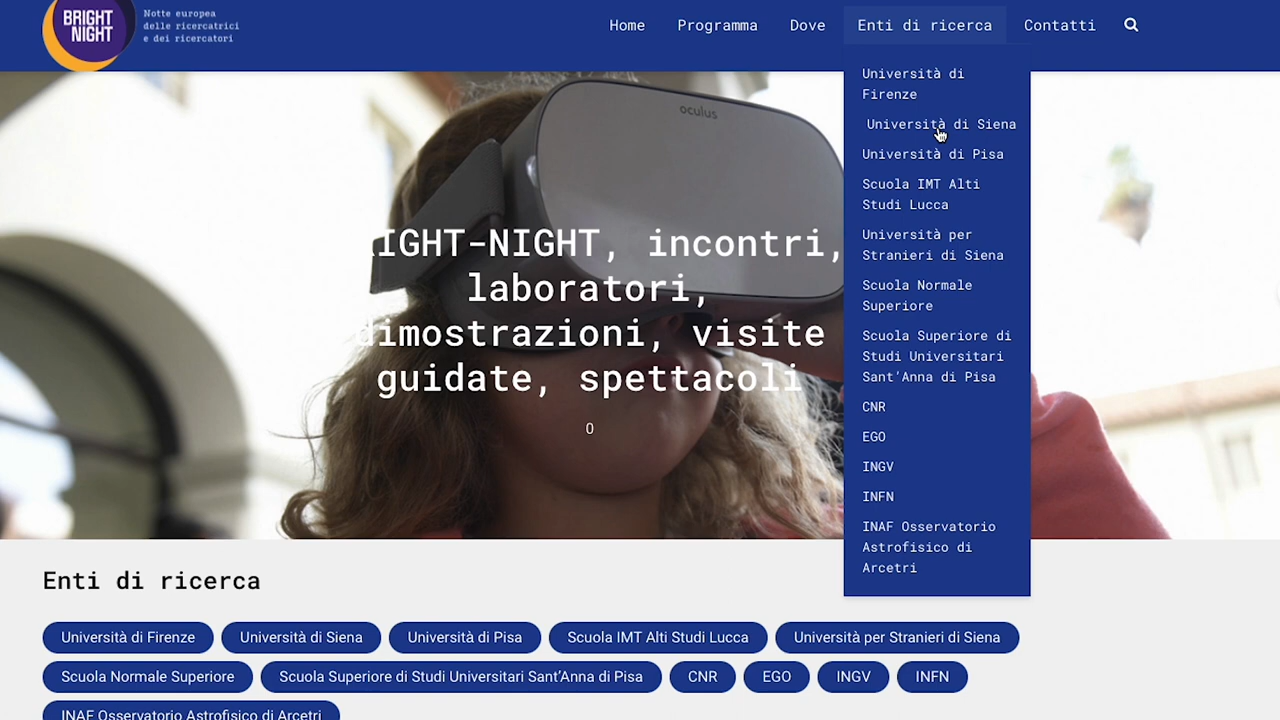 BRIGHT
NIGHT
Notte europea
delle ricercatrici
e dei ricercatori
Home
Programma
Dove
Enti di ricerca
Contatti
Università di
Firenze
Università di Siena
Università di Pisa
Scuola IMT Alti
Studi Lucca
Università per
Stranieri di Siena
Scuola Normale
Superiore
Scuola Superiore di
Studi Universitari
Sant'Anna di Pisa
CNR
EGO
INGV
INFN
INAF Osservatorio
Astrofisico di
Arcetri
oculus
RIGHT-NIGHT, incontri,
laboratori,
dimostrazioni, visite
guidate, spettacoli
0
Enti di ricerca
Università di Firenze
Università di Siena
Università di Pisa
Scuola IMT Alti Studi Lucca
Università per Stranieri di Siena
Scuola Normale Superiore
Scuola Superiore di Studi Universitari Sant'Anna di Pisa
CNR
EGO
INGV
INFN
INAF Osservatorio Astrofisico di Arcetri